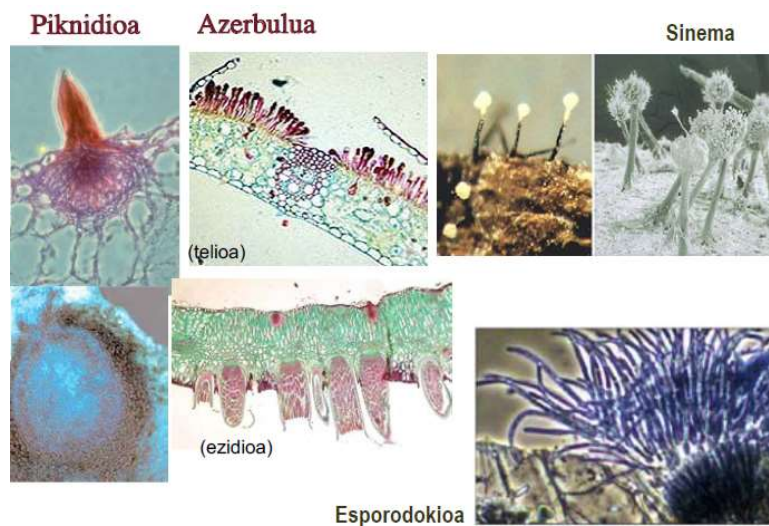 Piknidioa
Azerbulua
Sinema
(telioa)
(ezidioa)
Esporodokioa